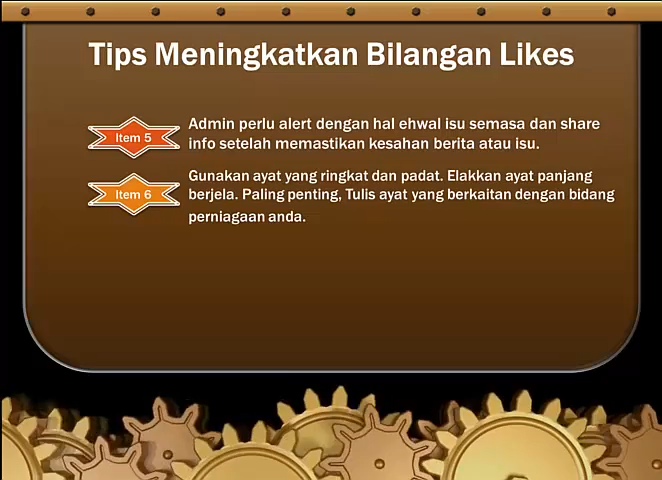 Tips Meningkatkan Bilangan Likes
Item 5
Admin perlu alert dengan hal ehwal isu semasa dan share
info setelah memastikan kesahan berita atau isu.
Item 6
Gunakan ayat yang ringkat dan padat. Elakkan ayat panjang
berjela. Paling penting, Tulis ayat yang berkaitan dengan bidang
perniagaan anda.